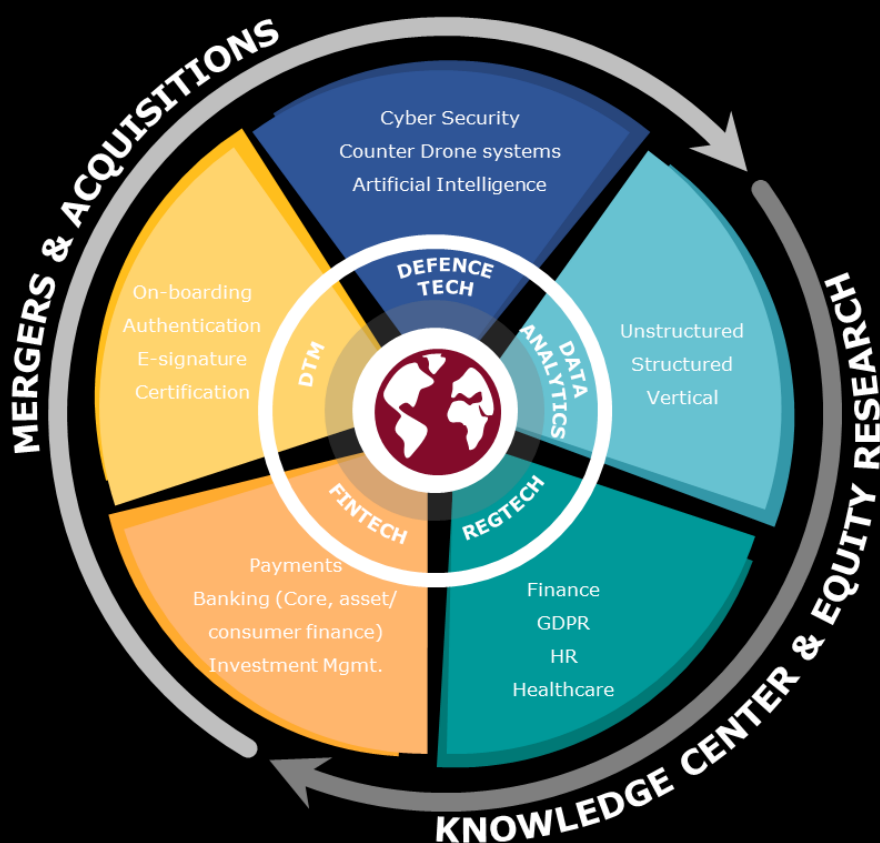 MERGERS & ACQUISITIONS
Cyber Security
Counter Drone systems
Artificial Intelligence
DEFENCE
TECH
On-boarding
Authentication
E-signature
Certification
DTM
DATA
ANALYTICS
Unstructured
Structured
Vertical
FINTECH
Payments
Banking (Core, asset/
consumer finance)
Investment Mgmt.
REGTECH
Finance
GDPR
HR
Healthcare
KNOWLEDGE CENTER & EQUITY RESEARCH